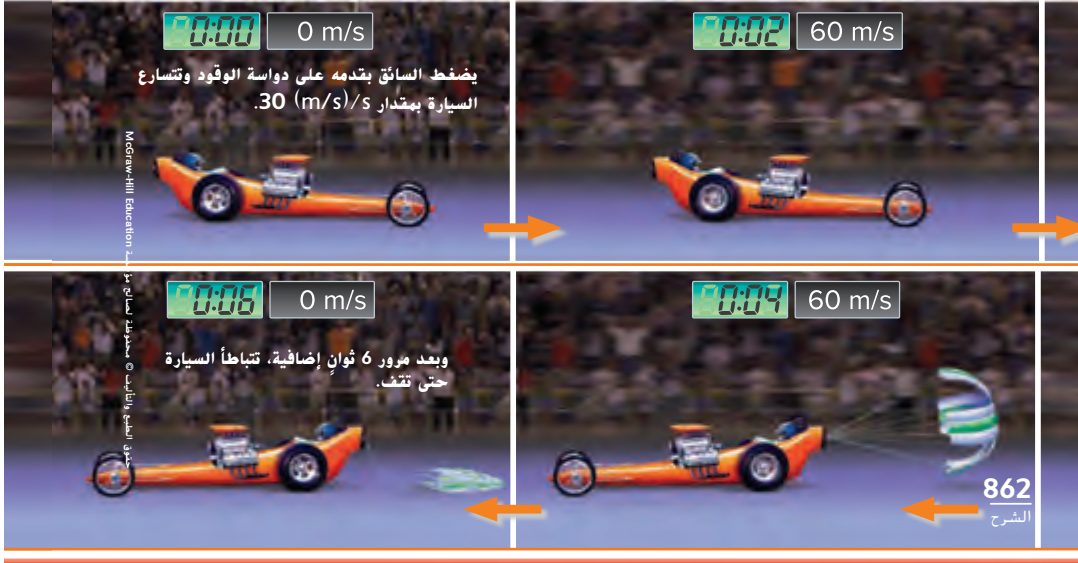 0:00 0 m/s
يضغط السائق بقدمه على دواسة الوقود وتتسارع
السيارة بمقدار 30 (m/s)/s.
0:02 60 m/s
0:06 0 m/s
وبعد مرور 6 ثوانٍ إضافية، تتباطأ السيارة
حتى تقف.
0:04 60 m/s
862
الشرح
حقوق الطبع والتأليف © محفوظة لصالح مؤسسة McGraw-Hill Education